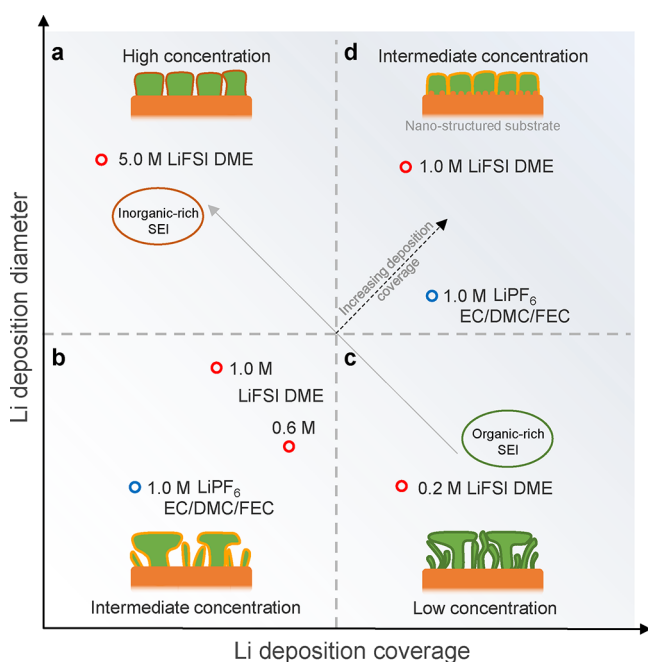 a
High concentration
5.0 M LiFSI DME
Inorganic-rich
SEI
d
Intermediate concentration
Nano-structured substrate
1.0 M LiFSI DME
Increasing deposition
coverage
1.0 M LiPF6
EC/DMC/FEC
b
1.0 M
LiFSI DME
0.6 M
1.0 M LiPF6
EC/DMC/FEC
Intermediate concentration
c
Organic-rich
SEI
0.2 M LiFSI DME
Low concentration
Li deposition diameter
Li deposition coverage